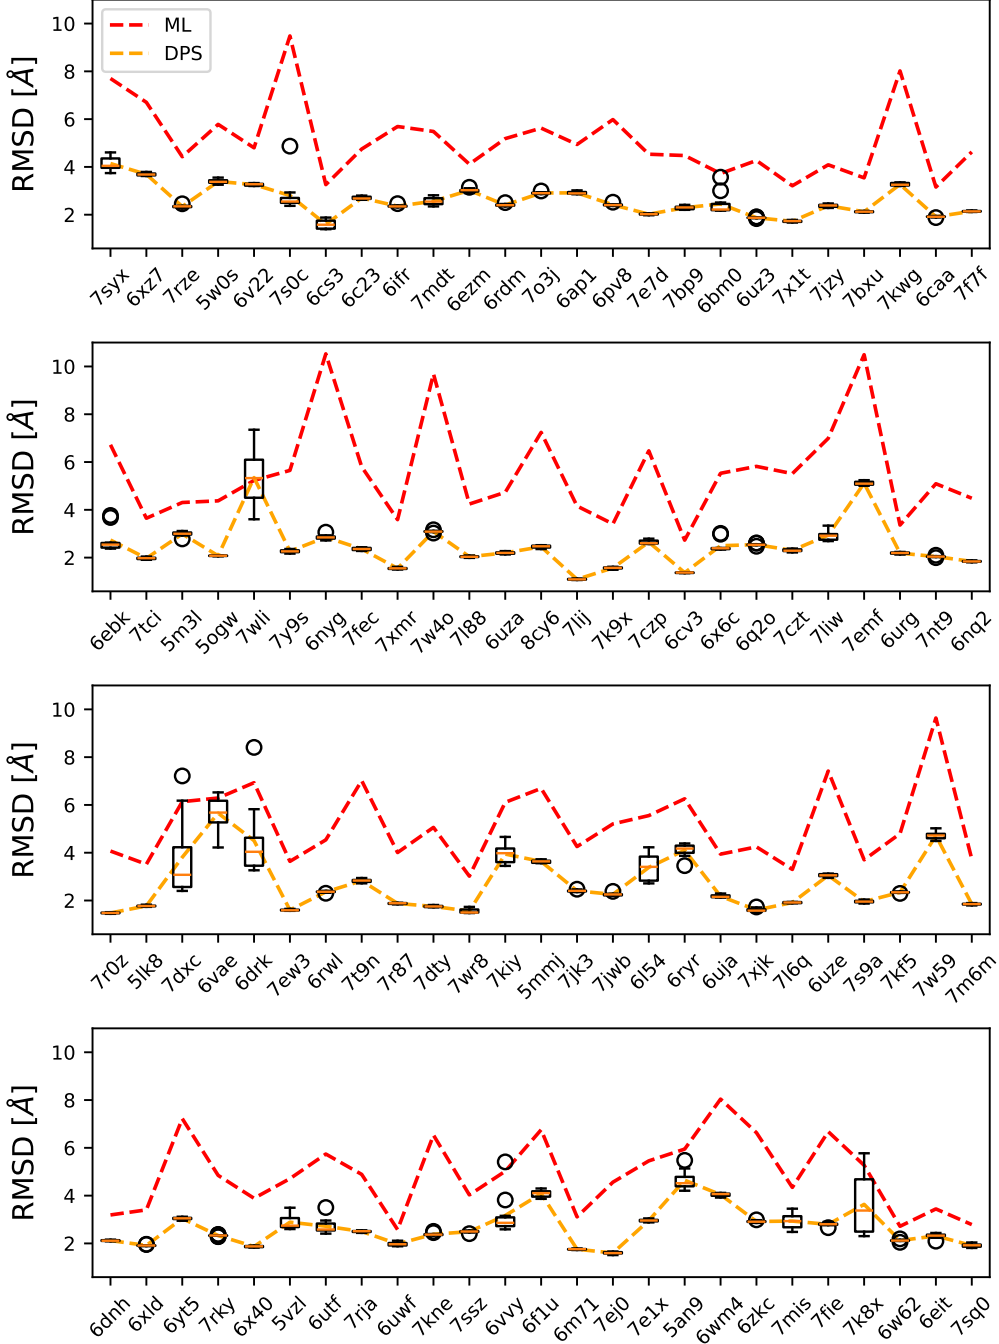 ML
DPS
RMSD [Å]
10
8
6
4
2
7syx 6xz7 7rze 5w0s 6v22 7s0c 6cs3 6c23 6ifr 7mdt 6ezm 6rdm 7o3j 6ap1 6pv8 7e7d 7bp9 6bm0 6uz3 7x1t 7jzy 7bxu 7kwg 6caa 7f7f
RMSD [Å]
10
8
6
4
2
6ebk 7tci 5m3l 5ogw 7wli 7y9s 6nyg 7fec 7xmr 7w4o 7l88 6uza 8cy6 7lij 7k9x 7czp 6cv3 6x6c 6q2o 7czt 7liw 7emf 6urg 7nt9 6nq2
RMSD [Å]
10
8
6
4
2
7r0z 5lk8 7dxc 6vae 6drk 7ew3 6rwl 7t9n 7r87 7dty 7wr8 7kiy 5mmj 7jk3 7jwb 6l54 6ryr 6uja 7xjk 7l6q 6uze 7s9a 7kf5 7w59 7m6m
RMSD [Å]
10
8
6
4
2
6dnh 6xld 6yt5 7rky 6x40 5vzl 6utf 7rja 6uwf 7kne 7ssz 6vvy 6f1u 6m71 7ej0 7e1x 5an9 6wm4 6zkc 7mis 7fie 7k8x 6w62 6eit 7sq0